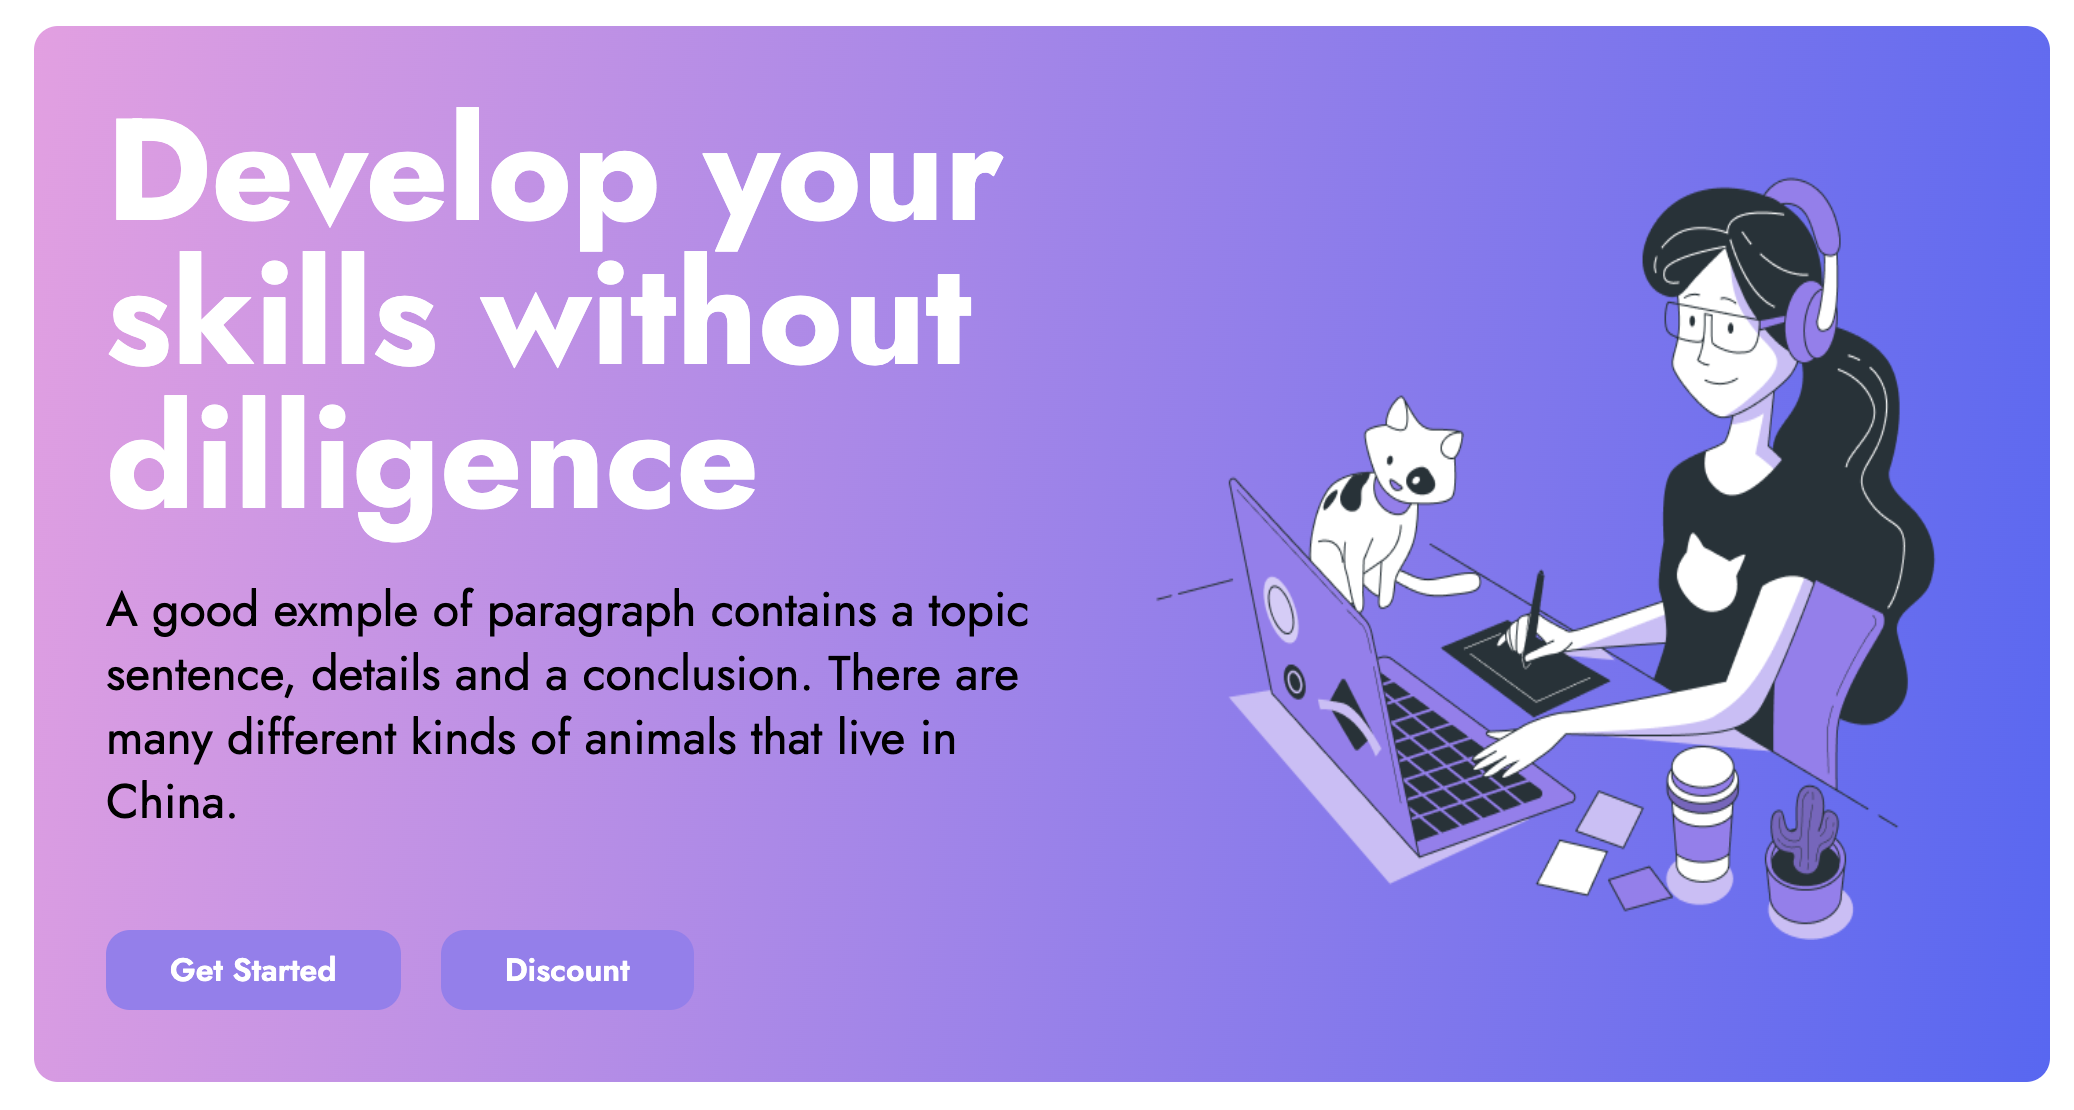 Develop your
skills without
dilligence
A good exmple of paragraph contains a topic
sentence, details and a conclusion. There are
many different kinds of animals that live in
China.
Get Started
Discount